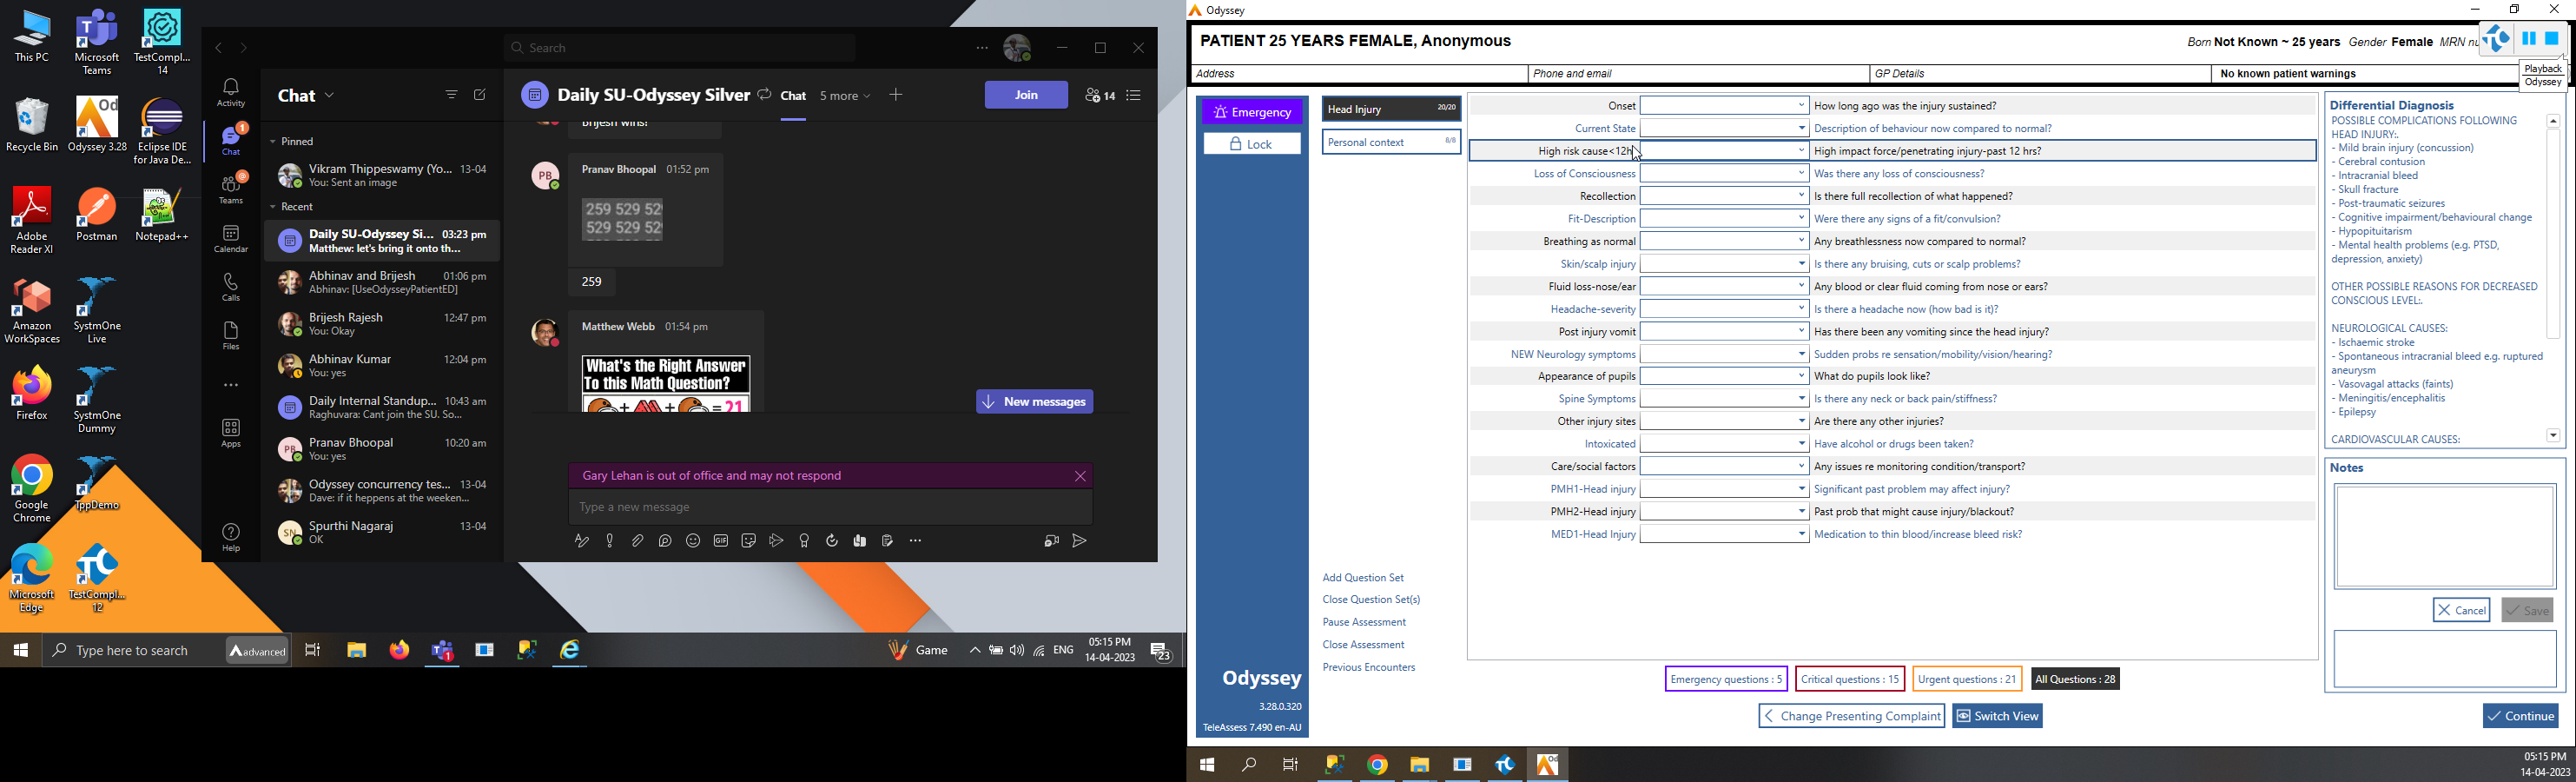 This PC
Microsoft Teams
TestCompl... 14
Recycle Bin
Odyssey 3.28
Eclipse IDE for Java De...
Adobe Reader XI
Postman
Notepad++
Amazon WorkSpaces
SystmOne Live
Firefox
SystmOne Dummy
Google Chrome
TppDemo
Microsoft Edge
TestCompl... 12
Search
Activity
Chat
1
Teams
Calendar
Calls
Files
Apps
Help
Chat
Pinned
Vikram Thippeswamy (Yo... 13-04
You: Sent an image
Recent
Daily SU-Odyssey Si... 03:23 pm
Matthew: let's bring it onto th...
Abhinav and Brijesh 01:06 pm
Abhinav: [UseOdysseyPatientED]
Brijesh Rajesh 12:47 pm
You: Okay
Abhinav Kumar 12:04 pm
You: yes
Daily Internal Standup... 10:43 am
Raghuvara: Cant join the SU. So...
PB Pranav Bhoopal 10:20 am
You: yes
Odyssey concurrency tes... 13-04
Dave: if it heppens at the weeken...
SN Spurthi Nagaraj 13-04
OK
Daily SU-Odyssey Silver Chat 5 more Join 14
Brijesh wins!
PB Pranav Bhoopal 01:52 pm
259 529 52
529 529 52
259
Matthew Webb 01:54 pm
What's the Right Answer
To this Math Question?
=21
New messages
Gary Lehan is out of office and may not respond
Type a new message
GIF
Type here to search
advanced
1
Game
ENG
05:15 PM
14-04-2023
23
Odyssey
PATIENT 25 YEARS FEMALE, Anonymous
Born Not Known ~ 25 years Gender Female MRN nu
Playback
Odyssey
Address
Phone and email
GP Details
No known patient warnings
Emergency
Lock
Head Injury 20/20
Personal context 8/8
Onset How long ago was the injury sustained?
Current State Description of behaviour now compared to normal?
High risk cause<12h High impact force/penetrating injury-past 12 hrs?
Loss of Consciousness Was there any loss of consciousness?
Recollection Is there full recollection of what happened?
Fit-Description Were there any signs of a fit/convulsion?
Breathing as normal Any breathlessness now compared to normal?
Skin/scalp injury Is there any bruising, cuts or scalp problems?
Fluid loss-nose/ear Any blood or clear fluid coming from nose or ears?
Headache-severity Is there a headache now (how bad is it)?
Post injury vomit Has there been any vomiting since the head injury?
NEW Neurology symptoms Sudden probs re sensation/mobility/vision/hearing?
Appearance of pupils What do pupils look like?
Spine Symptoms Is there any neck or back pain/stiffness?
Other injury sites Are there any other injuries?
Intoxicated Have alcohol or drugs been taken?
Care/social factors Any issues re monitoring condition/transport?
PMH1-Head injury Significant past problem may affect injury?
PMH2-Head injury Past prob that might cause injury/blackout?
MED1-Head Injury Medication to thin blood/increase bleed risk?
Add Question Set
Close Question Set(s)
Pause Assessment
Close Assessment
Previous Encounters
Odyssey
3.28.0.320
TeleAssess 7.490 en-AU
Emergency questions : 5
Critical questions : 15
Urgent questions : 21
All Questions : 28
Change Presenting Complaint
Switch View
Differential Diagnosis
POSSIBLE COMPLICATIONS FOLLOWING
HEAD INJURY:.
- Mild brain injury (concussion)
- Cerebral contusion
- Intracranial bleed
- Skull fracture
- Post-traumatic seizures
- Cognitive impairment/behavioural change
- Hypopituitarism
- Mental health problems (e.g. PTSD,
depression, anxiety)
OTHER POSSIBLE REASONS FOR DECREASED
CONSCIOUS LEVEL:.
NEUROLOGICAL CAUSES:
- Ischaemic stroke
- Spontaneous intracranial bleed e.g. ruptured
aneurysm
- Vasovagal attacks (faints)
- Meningitis/encephalitis
- Epilepsy
CARDIOVASCULAR CAUSES:
Notes
Cancel
Save
Continue
05:15 PM
14-04-2023